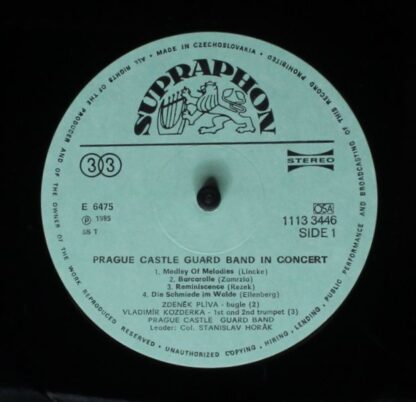 MADE IN CZECHOSLOVAKIA • ALL RIGHTS OF THE PRODUCER AND OF THE OWNER OF THE WORK REPRODUCED RESERVED • UNAUTHORIZED COPYING, HIRING, LENDING, PUBLIC PERFORMANCE AND BROADCASTING OF THIS RECORD PROHIBITED •
SUPRAPHON
33
STEREO
E 6475
℗ 1985
OSA
1113 3446
SIDE 1
PRAGUE CASTLE GUARD BAND IN CONCERT
1. Medley Of Melodies (Lincke)
2. Barcarolle (Zamrzla)
3. Reminiscence (Rezek)
4. Die Schmiede im Walde (Eilenberg)
ZDENĚK PLÍVA - bugle (2)
VLADIMÍR KOZDERKA - 1st and 2nd trumpet (3)
PRAGUE CASTLE GUARD BAND
Leader: Col. STANISLAV HORÁK